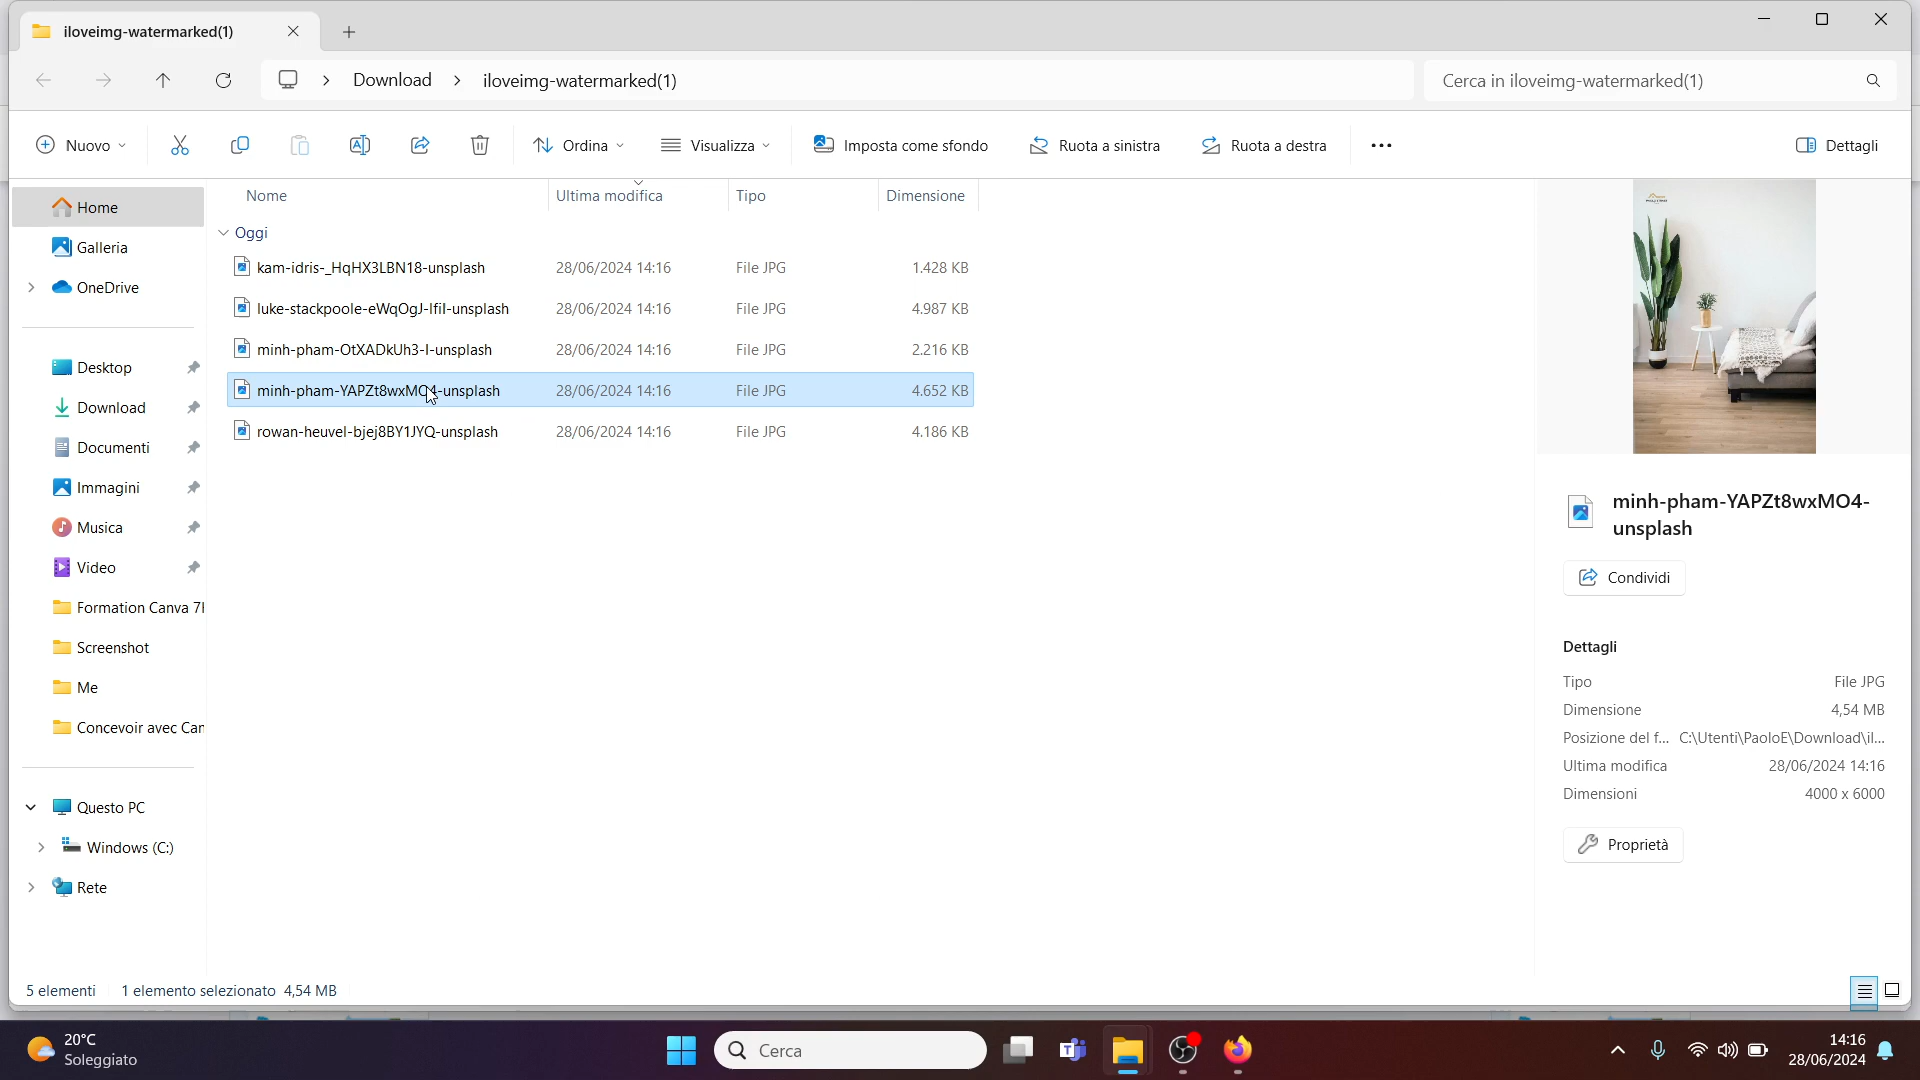 iloveimg-watermarked(1)
Download
iloveimg-watermarked(1)
Cerca in iloveimg-watermarked(1)
Nuovo
Ordina
Visualizza
Imposta come sfondo
Ruota a sinistra
Ruota a destra
Dettagli
Home
Galleria
OneDrive
Desktop
Download
Documenti
Immagini
Musica
Video
Formation Canva 7
Screenshot
Me
Concevoir avec Can
Questo PC
Windows (C:)
Rete
Nome Ultima modifica Tipo Dimensione
Oggi
kam-idris-_HqHX3LBN18-unsplash 28/06/2024 14:16 File JPG 1.428 KB
luke-stackpoole-eWqOgJ-lfiI-unsplash 28/06/2024 14:16 File JPG 4.987 KB
minh-pham-OtXADkUh3-I-unsplash 28/06/2024 14:16 File JPG 2.216 KB
minh-pham-YAPZt8wxMO4-unsplash 28/06/2024 14:16 File JPG 4.652 KB
rowan-heuvel-bjej8BY1JYQ-unsplash 28/06/2024 14:16 File JPG 4.186 KB
minh-pham-YAPZt8wxMO4-
unsplash
Condividi
Dettagli
Tipo File JPG
Dimensione 4,54 MB
Posizione del f... C:\Utenti\PaoloE\Download\il...
Ultima modifica 28/06/2024 14:16
Dimensioni 4000 x 6000
Proprietà
5 elementi 1 elemento selezionato 4,54 MB
20°C
Soleggiato
Cerca
14:16
28/06/2024